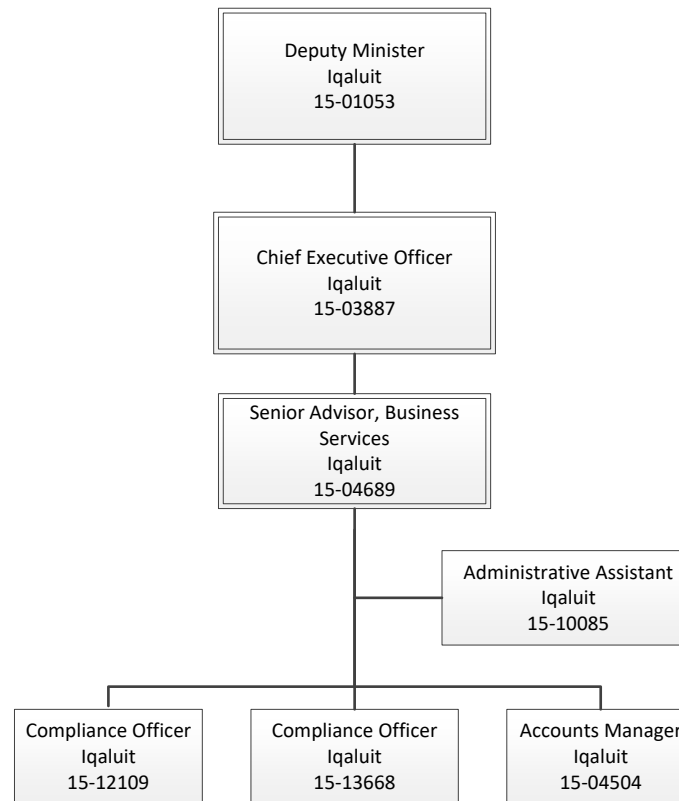 Deputy Minister
Iqaluit
15-01053
Chief Executive Officer
Iqaluit
15-03887
Senior Advisor, Business
Services
Iqaluit
15-04689
Administrative Assistant
Iqaluit
15-10085
Compliance Officer
Iqaluit
15-12109
Compliance Officer
Iqaluit
15-13668
Accounts Manager
Iqaluit
15-04504